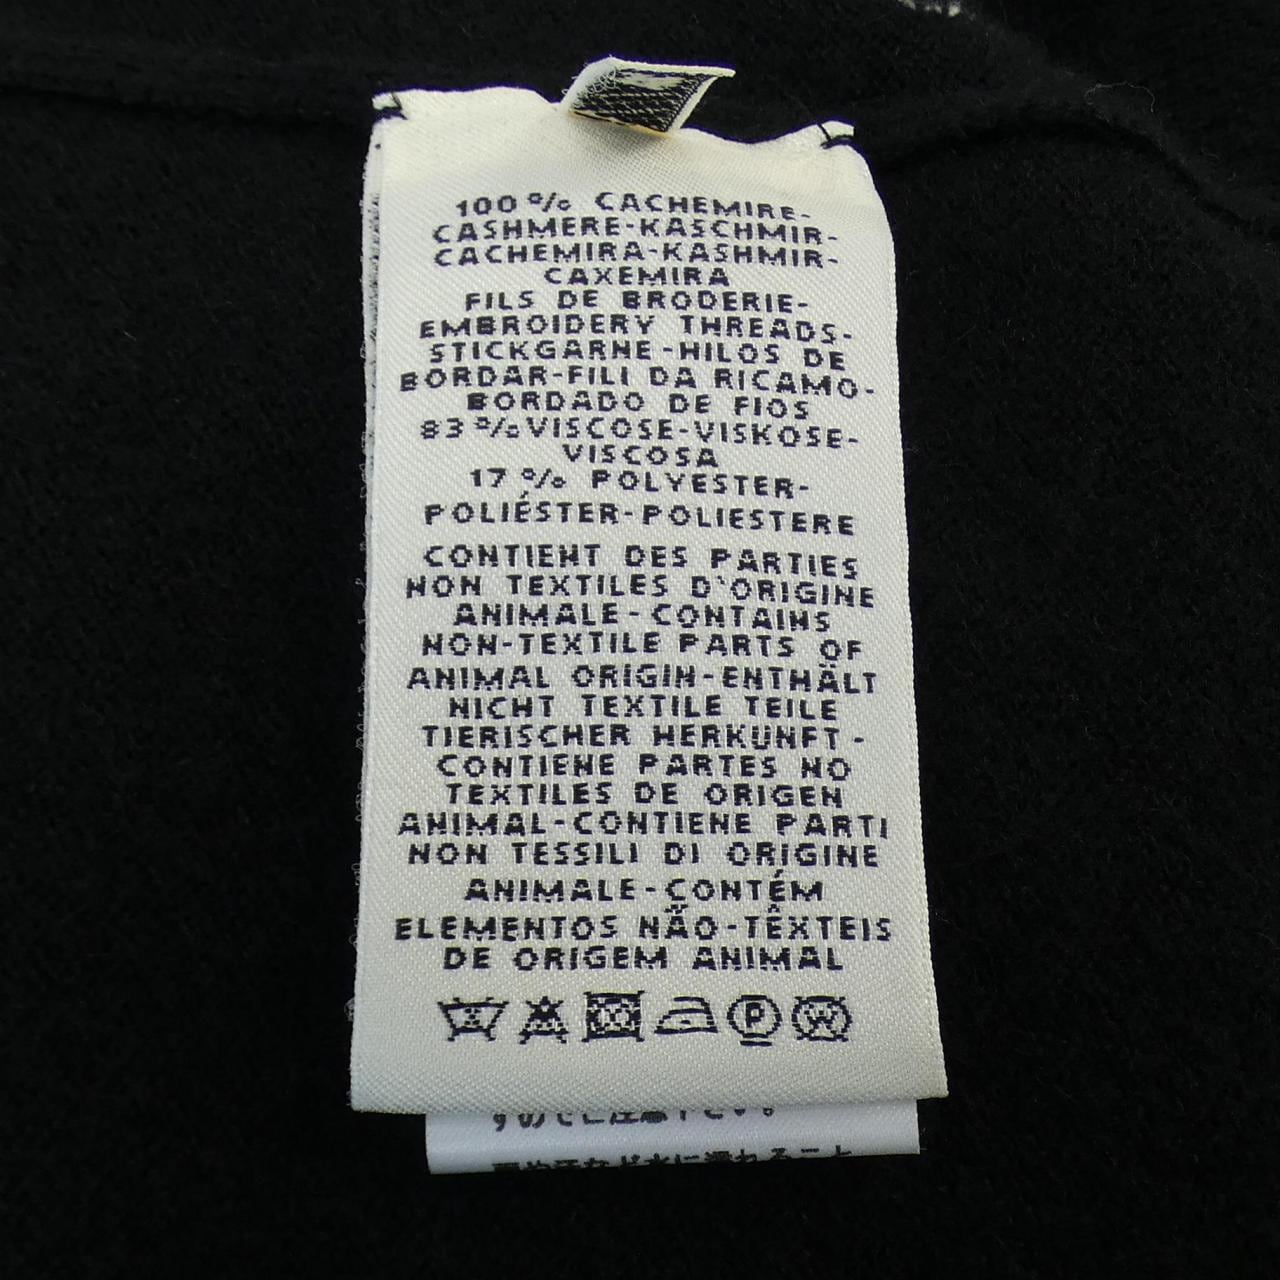 100 % CACHEMIRE-
CASHMERE-KASCHMIR-
CACHEMIRA-KASHMIR-
CAXEMIRA
FILS DE BRODERIE-
EMBROIDERY THREADS-
STICKGARNE-HILOS DE
BORDAR-FILI DA RICAMO-
BORDADO DE FIOS
83 % VISCOSE-VISKOSE-
VISCOSA
17 % POLYESTER-
POLIÉSTER-POLIESTERE
CONTIENT DES PARTIES
NON TEXTILES D'ORIGINE
ANIMALE-CONTAINS
NON-TEXTILE PARTS OF
ANIMAL ORIGIN-ENTHÄLT
NICHT TEXTILE TEILE
TIERISCHER HERKUNFT-
CONTIENE PARTES NO
TEXTILES DE ORIGEN
ANIMAL-CONTIENE PARTI
NON TESSILI DI ORIGINE
ANIMALE-CONTÉM
ELEMENTOS NÃO-TÊXTEIS
DE ORIGEM ANIMAL
P W